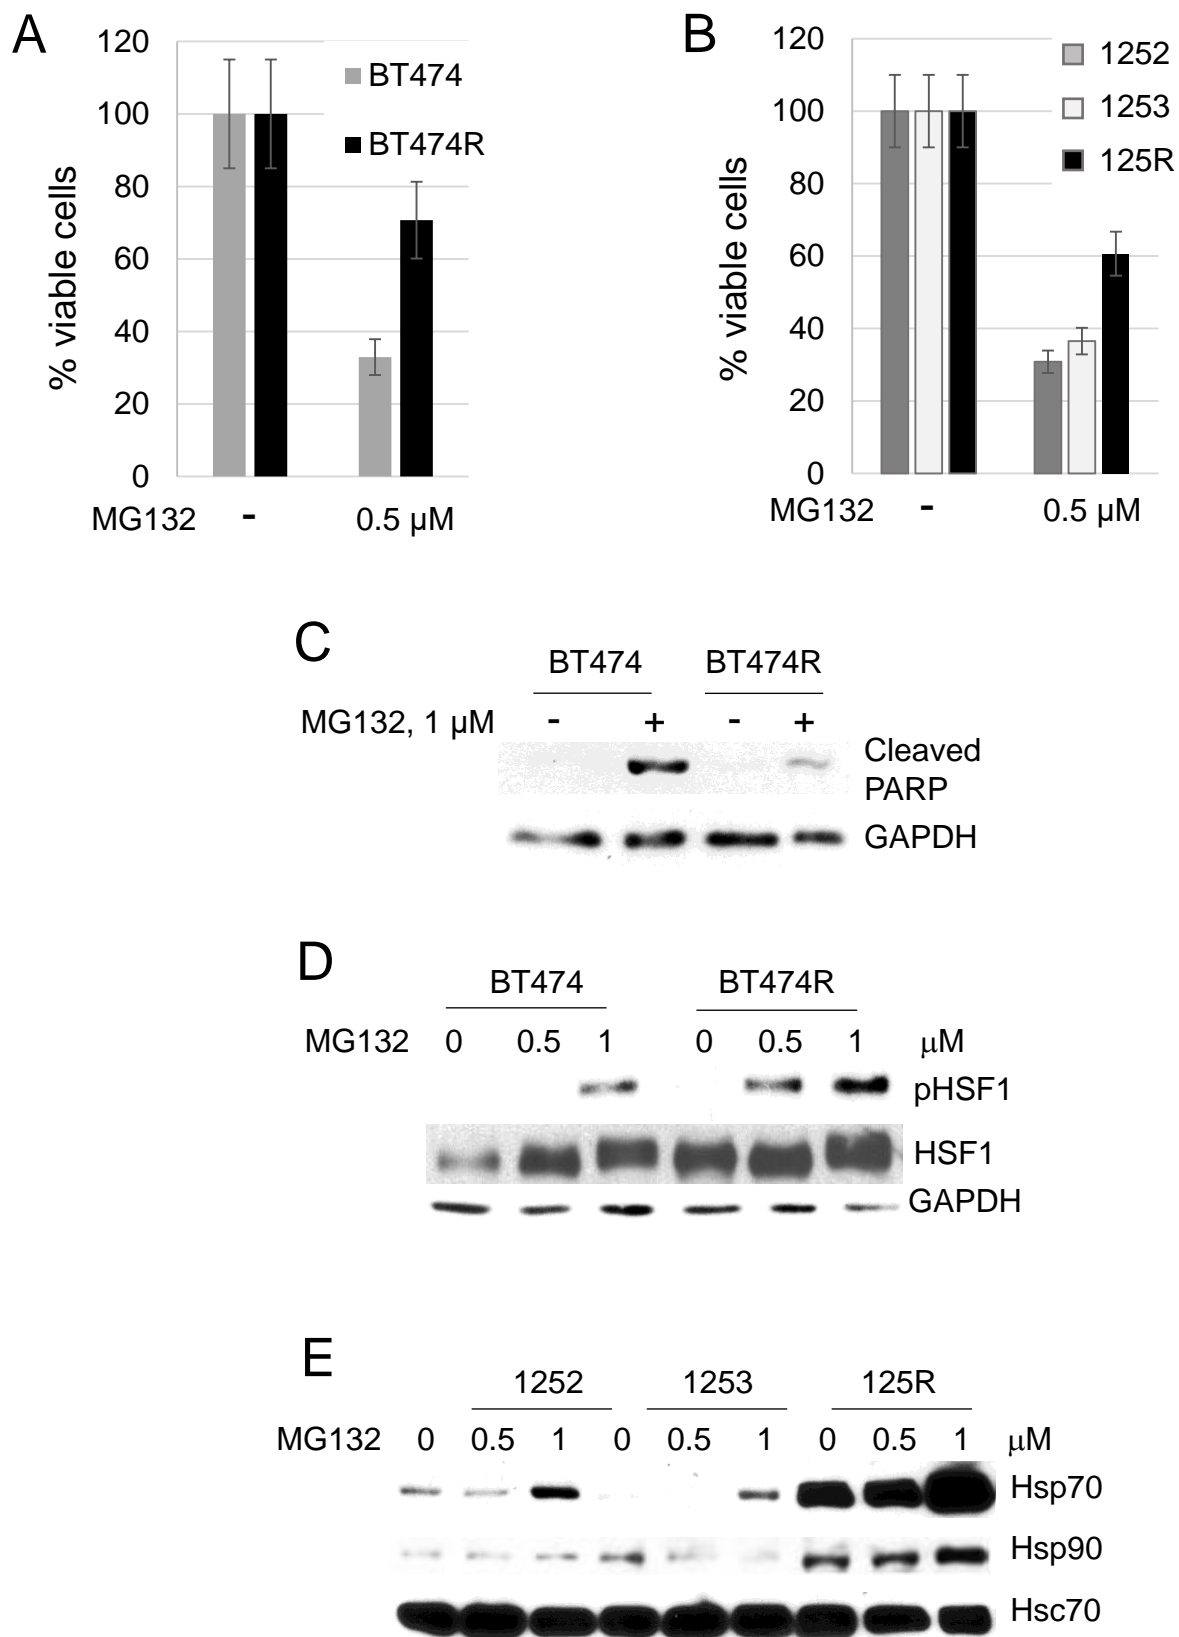 A
120
100
80
60
40
20
0
% viable cells
BT474
BT474R
MG132 - 0.5 µM
B
120
100
80
60
40
20
0
% viable cells
1252
1253
125R
MG132 - 0.5 µM
C
BT474 BT474R
MG132, 1 µM - + - +
Cleaved
PARP
GAPDH
D
BT474 BT474R
MG132 0 0.5 1 0 0.5 1 µM
pHSF1
HSF1
GAPDH
E
1252 1253 125R
MG132 0 0.5 1 0 0.5 1 0 0.5 1 µM
Hsp70
Hsp90
Hsc70